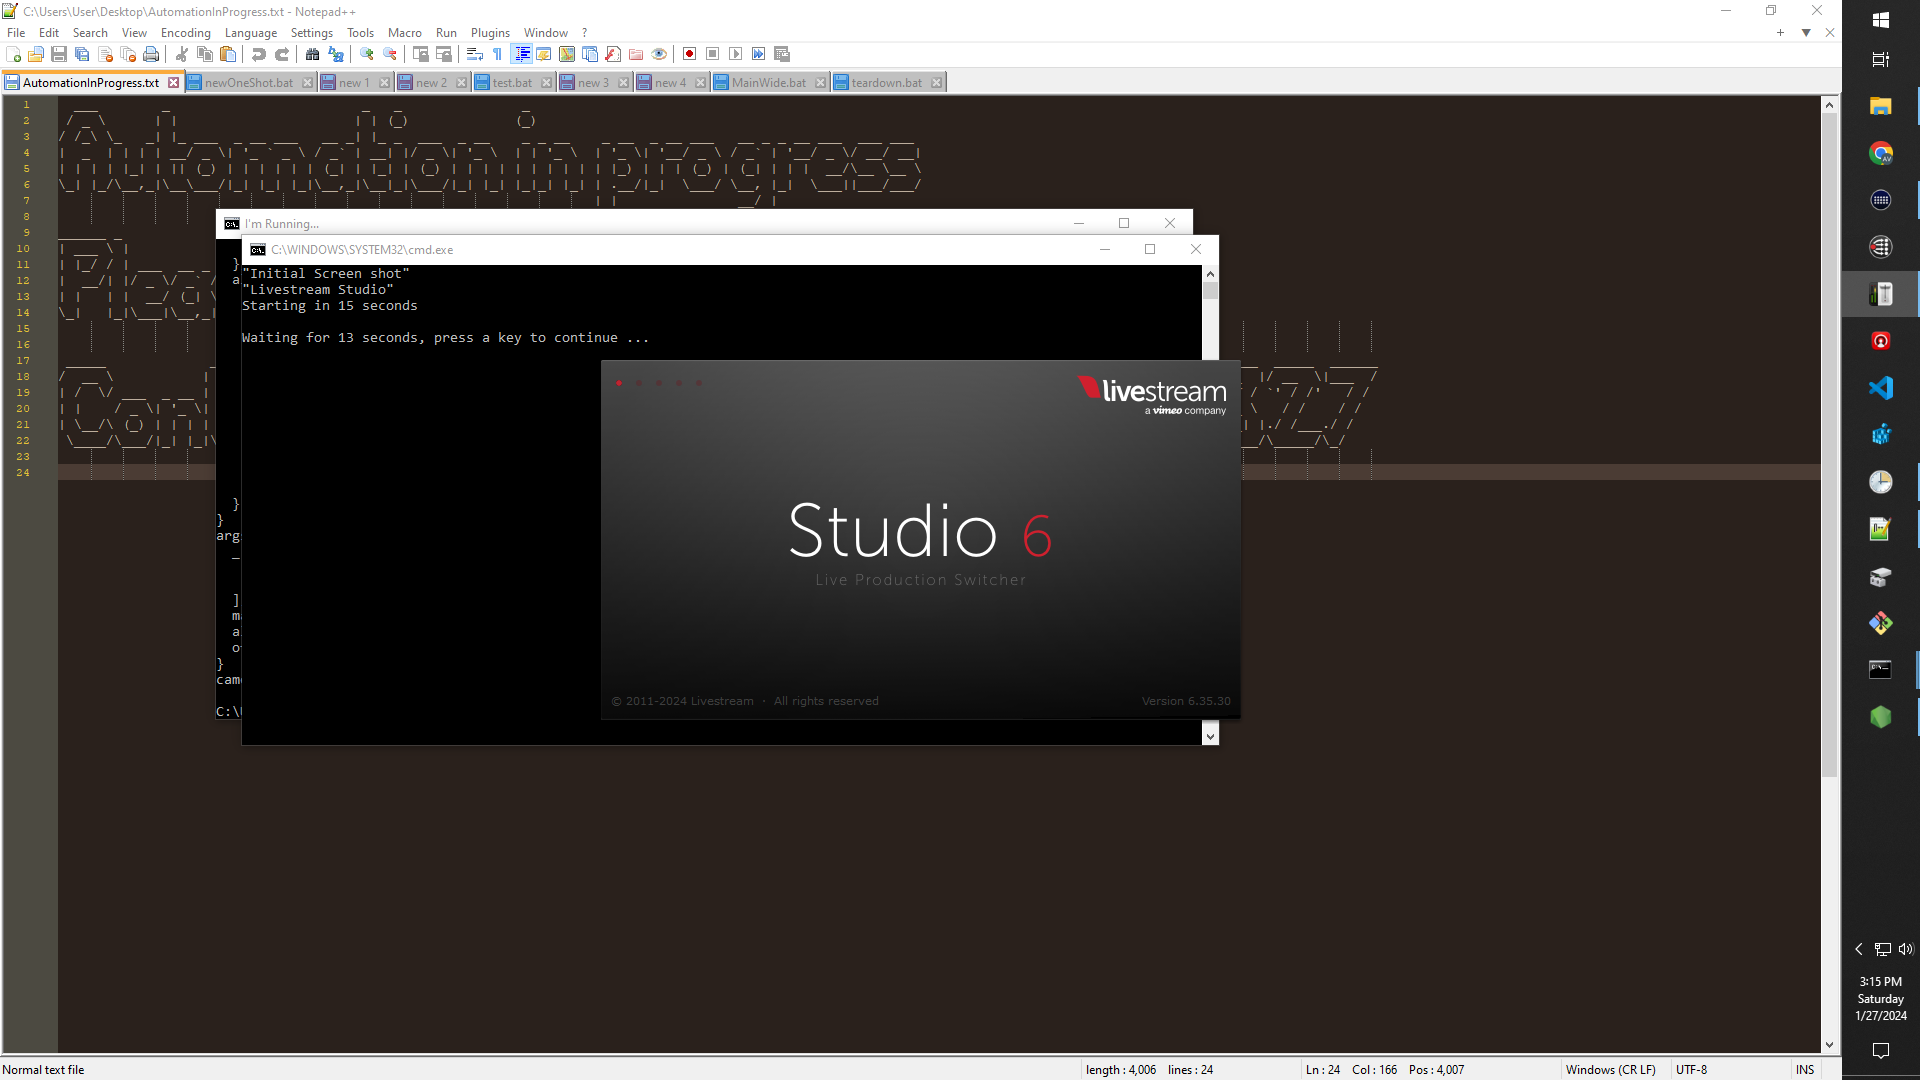 C:\Users\User\Desktop\AutomationInProgress.txt - Notepad++
File Edit Search View Encoding Language Settings Tools Macro Run Plugins Window ?
AutomationInProgress.txt newOneShot.bat new 1 new 2 test.bat new 3 new 4 MainWide.bat teardown.bat
1
2
3
4
5
6
7
8
9
10
11
12
13
14
15
16
17
18
19
20
21
22
23
24
Automation in progress
I'm Running...
C:\WINDOWS\SYSTEM32\cmd.exe
"Initial Screen shot"
"Livestream Studio"
Starting in 15 seconds
Waiting for 13 seconds, press a key to continue ...
}
a
}
}
arg
_
]
m
a
o
}
cam
C:\
livestream
a vimeo company
Studio 6
Live Production Switcher
© 2011-2024 Livestream · All rights reserved
Version 6.35.30
3:15 PM
Saturday
1/27/2024
Normal text file
length : 4,006 lines : 24
Ln : 24 Col : 166 Pos : 4,007
Windows (CR LF)
UTF-8
INS